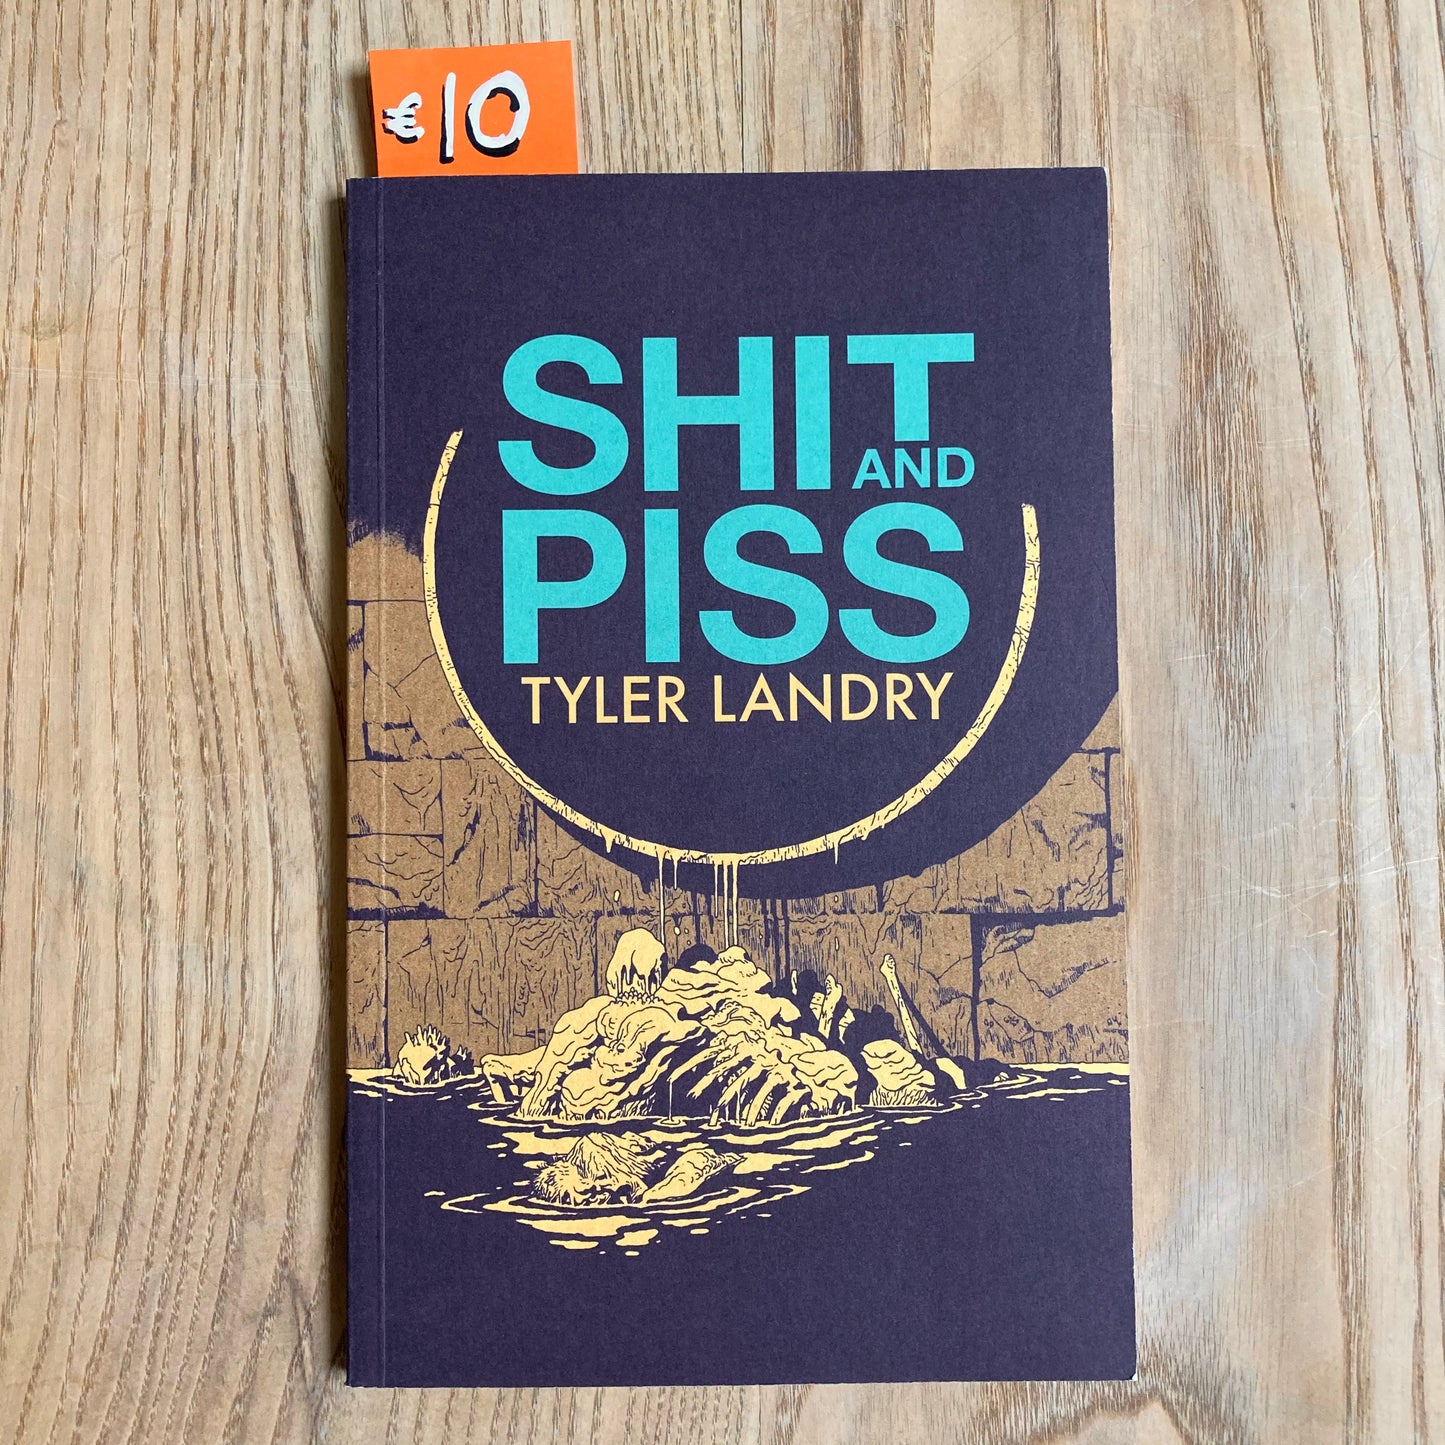 €10
SHIT
AND
PISS
TYLER LANDRY